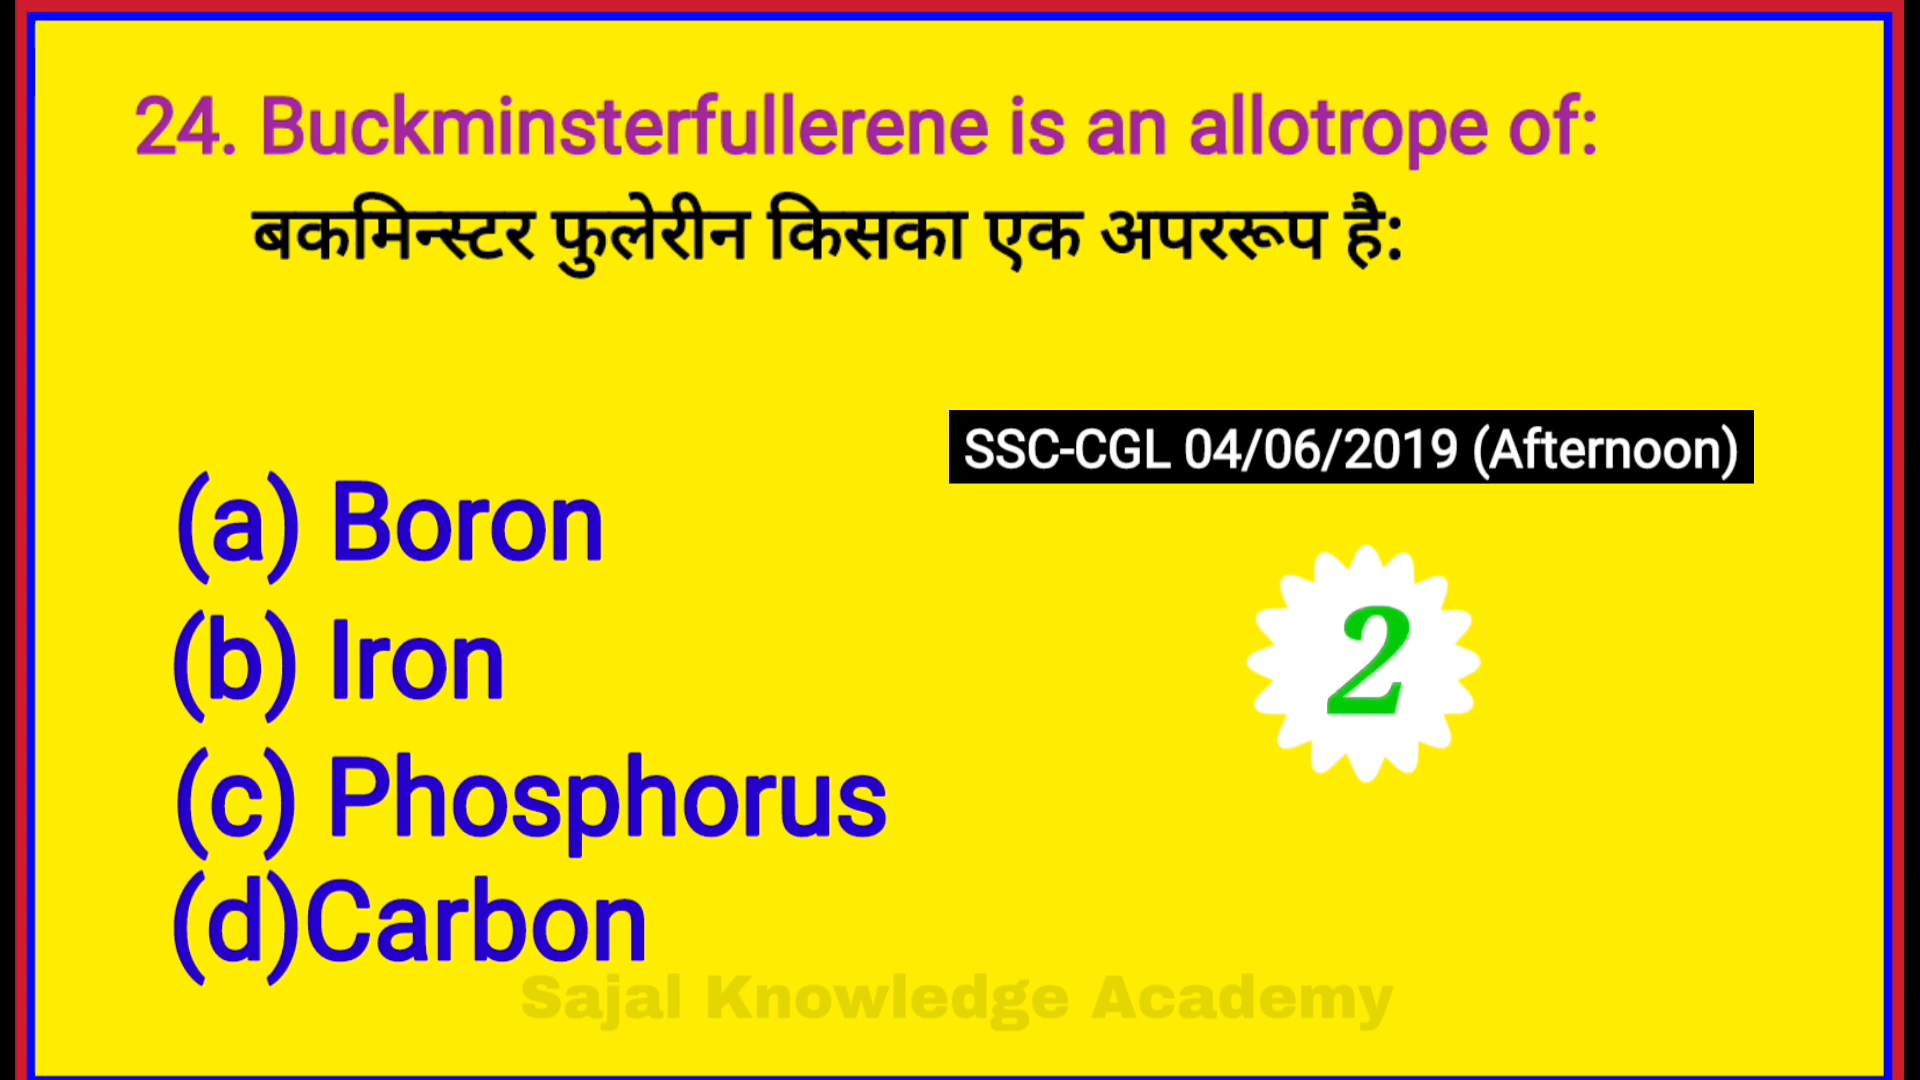 24. Buckminsterfullerene is an allotrope of:
बकमिन्स्टर फुलेरीन किसका एक अपररूप है:
SSC-CGL 04/06/2019 (Afternoon)
(a) Boron
(b) Iron
2
(c) Phosphorus
(d)Carbon
Sajal Knowledge Academy